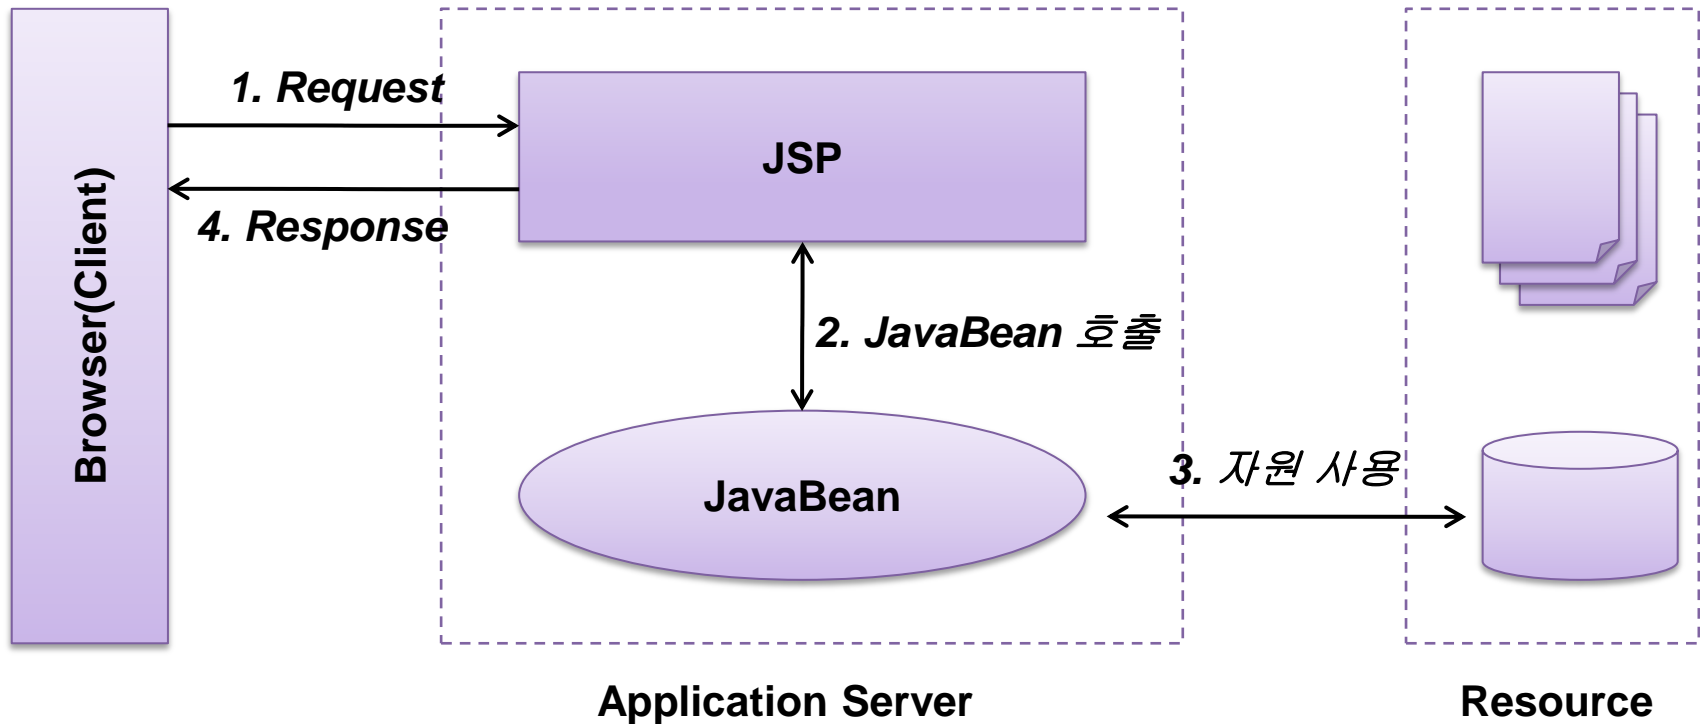 1. Request
JSP
4. Response
Browser(Client)
2. JavaBean 호출
JavaBean
3. 자원 사용
Application Server
Resource